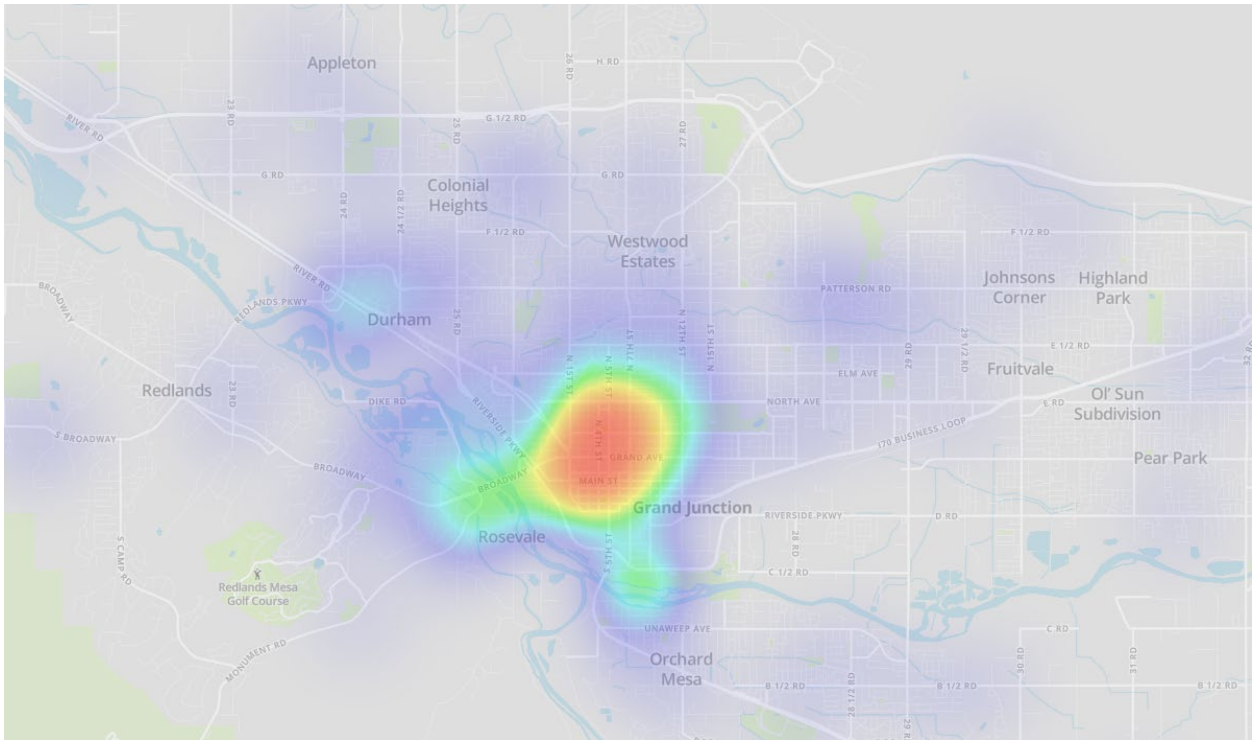 Appleton
26 RD
H RD
23 RD
RIVER RD
G 1/2 RD
25 RD
27 RD
G RD
G RD
Colonial
Heights
24 RD
24 1/2 RD
F 1/2 RD
F 1/2 RD
Westwood
Estates
RIVER RD
BROADWAY
REDLANDS PKWY
PATTERSON RD
Johnsons
Corner
Highland
Park
Durham
25 RD
N 1ST ST
N 5TH ST
N 7TH ST
N 12TH ST
N 15TH ST
29 RD
29 1/2 RD
E 1/2 RD
Fruitvale
ELM AVE
Redlands
23 RD
DIKE RD
RIVERSIDE PKWY
NORTH AVE
E RD
Ol' Sun
Subdivision
S BROADWAY
N 4TH ST
I70 BUSINESS LOOP
GRAND AVE
Pear Park
BROADWAY
BROADWAY
MAIN ST
Grand Junction
RIVERSIDE PKWY
D RD
Rosevale
S 5TH ST
28 RD
S CAMP RD
C 1/2 RD
Redlands Mesa
Golf Course
UNAWEEP AVE
C RD
MONUMENT RD
Orchard
Mesa
30 RD
31 RD
B 1/2 RD
28 1/2 RD
B 1/2 RD
B 1/2 RD